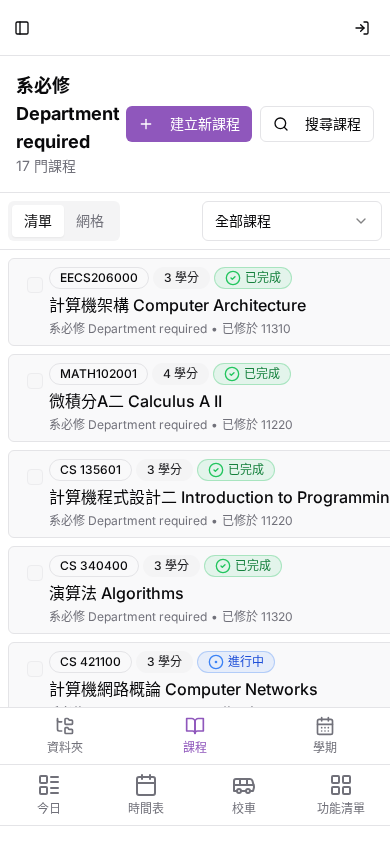 系必修
Department
required
17 門課程
建立新課程
搜尋課程
清單 網格
全部課程
EECS206000 3 學分 已完成
計算機架構 Computer Architecture
系必修 Department required • 已修於 11310
MATH102001 4 學分 已完成
微積分A二 Calculus A II
系必修 Department required • 已修於 11220
CS 135601 3 學分 已完成
計算機程式設計二 Introduction to Programmin
系必修 Department required • 已修於 11220
CS 340400 3 學分 已完成
演算法 Algorithms
系必修 Department required • 已修於 11320
CS 421100 3 學分 進行中
計算機網路概論 Computer Networks
資料夾 課程 學期
今日 時間表 校車 功能清單